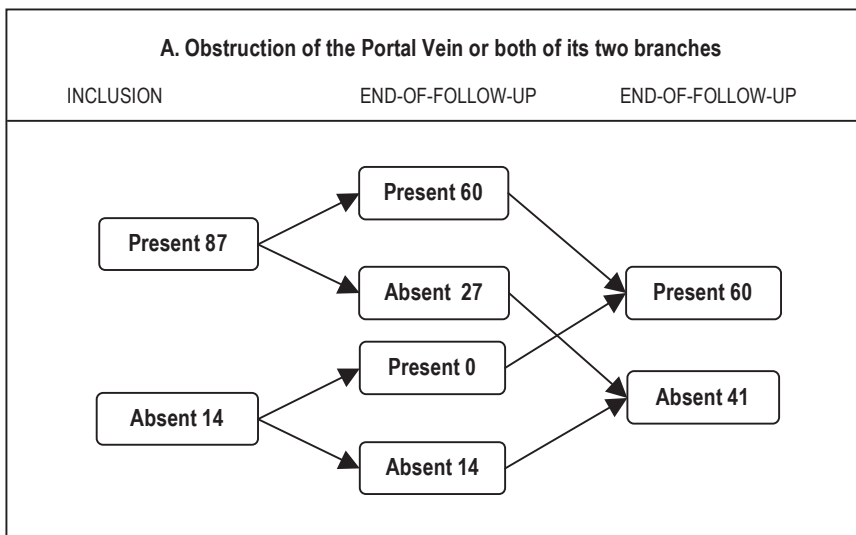 A. Obstruction of the Portal Vein or both of its two branches
INCLUSION END-OF-FOLLOW-UP END-OF-FOLLOW-UP
Present 87
Absent 14
Present 60
Absent 27
Present 0
Absent 14
Present 60
Absent 41